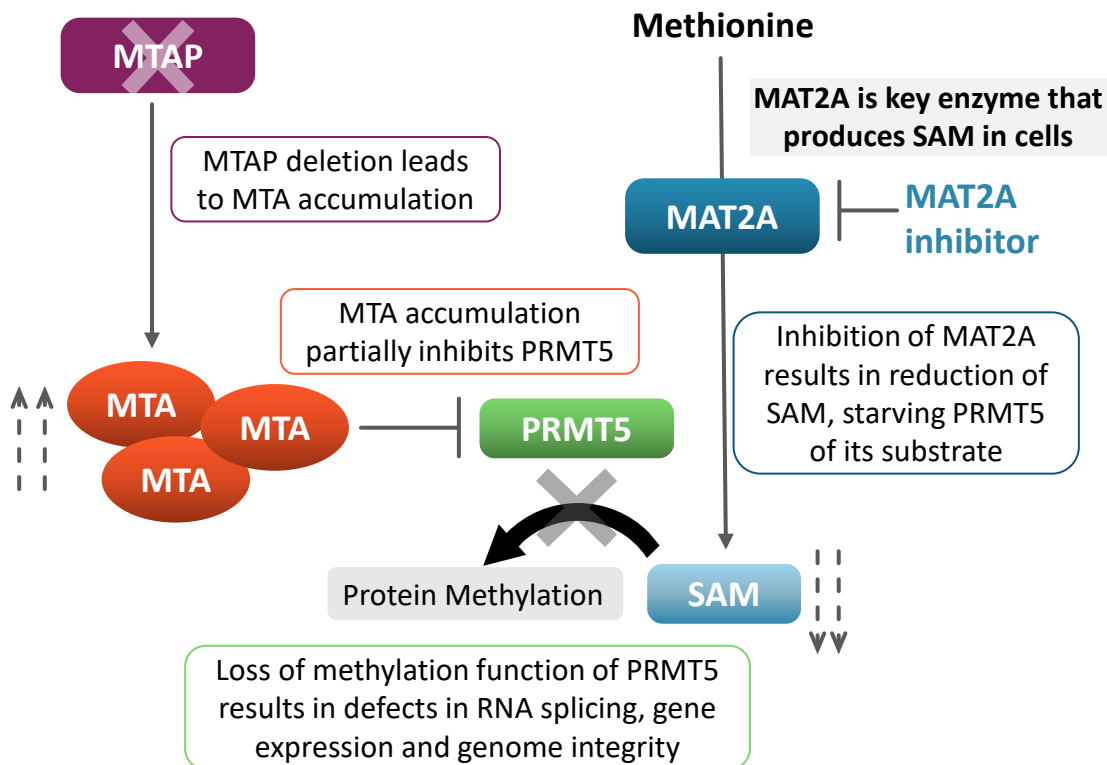 MTAP
Methionine
MAT2A is key enzyme that
produces SAM in cells
MTAP deletion leads
to MTA accumulation
MAT2A
MAT2A
inhibitor
MTA accumulation
partially inhibits PRMT5
Inhibition of MAT2A
results in reduction of
SAM, starving PRMT5
of its substrate
MTA
MTA
MTA
PRMT5
Protein Methylation
SAM
Loss of methylation function of PRMT5
results in defects in RNA splicing, gene
expression and genome integrity